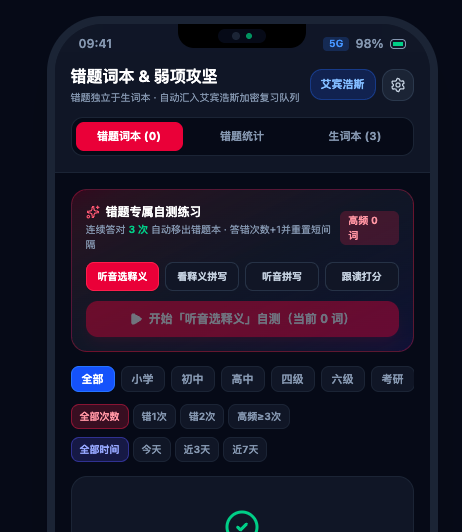 09:41
5G 98%
错题词本 & 弱项攻坚
错题独立于生词本 · 自动汇入艾宾浩斯加密复习队列
艾宾浩斯
错题词本 (0) 错题统计 生词本 (3)
错题专属自测练习
连续答对 3 次 自动移出错题本 · 答错次数+1并重置短间
隔
高频 0
词
听音选释义 看释义拼写 听音拼写 跟读打分
开始「听音选释义」自测（当前 0 词）
全部 小学 初中 高中 四级 六级 考研
全部次数 错1次 错2次 高频≥3次
全部时间 今天 近3天 近7天